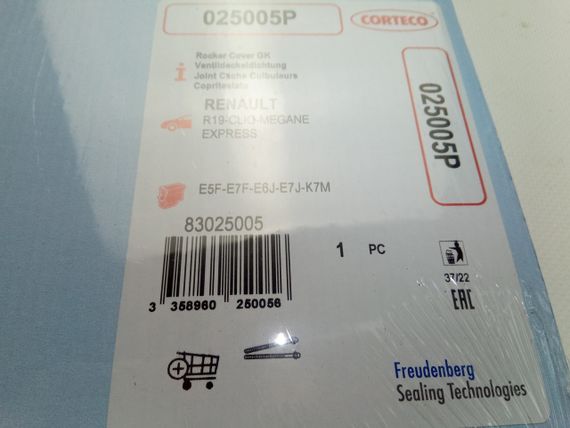 025005P
CORTECO
Rocker Cover GK
Ventildeckeldichtung
Joint Cache Culbuteurs
Copritestata
RENAULT
R19-CLIO-MEGANE
EXPRESS
025005P
E5F-E7F-E6J-E7J-K7M
83025005
1 PC
3 358960 250056
37/22
EAC
Freudenberg
Sealing Technologies